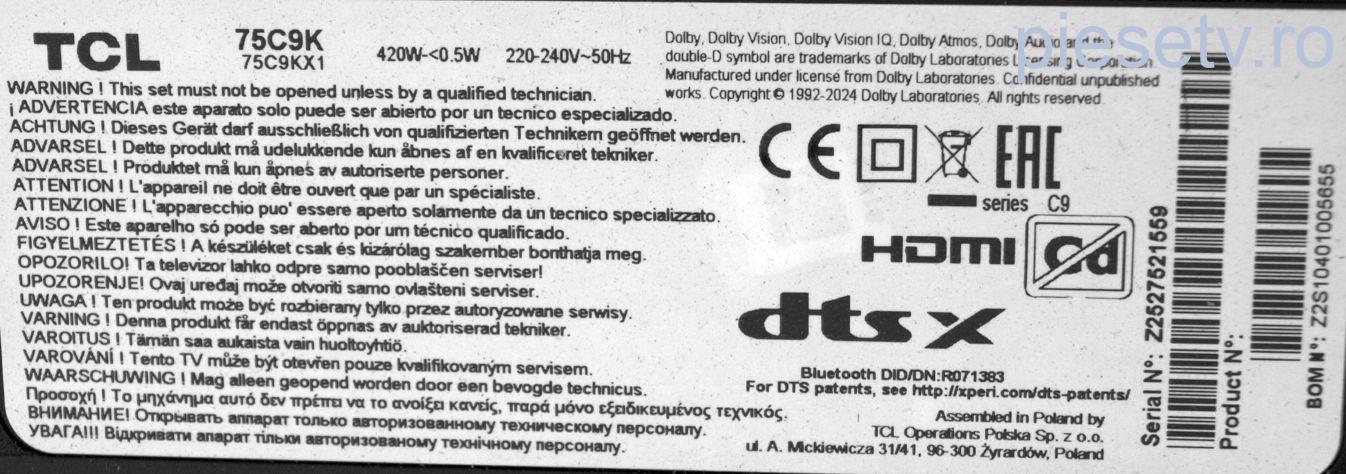 TCL
75C9K
75C9KX1
420W-<0.5W 220-240V~50Hz
WARNING ! This set must not be opened unless by a qualified technician.
¡ ADVERTENCIA este aparato solo puede ser abierto por un tecnico especializado.
ACHTUNG ! Dieses Gerät darf ausschließlich von qualifizierten Technikern geöffnet werden.
ADVARSEL ! Dette produkt må udelukkende kun åbnes af en kvalificeret tekniker.
ADVARSEL ! Produktet må kun åpnes av autoriserte personer.
ATTENTION ! L'appareil ne doit être ouvert que par un spécialiste.
ATTENZIONE ! L'apparecchio puo' essere aperto solamente da un tecnico specializzato.
AVISO ! Este aparelho só pode ser aberto por um técnico qualificado.
FIGYELMEZTETÉS ! A készüléket csak és kizárólag szakember bonthatja meg.
OPOZORILO! Ta televizor lahko odpre samo pooblaščen serviser!
UPOZORENJE! Ovaj uređaj može otvoriti samo ovlašteni serviser.
UWAGA ! Ten produkt może być rozbierany tylko przez autoryzowane serwisy.
VARNING ! Denna produkt får endast öppnas av auktoriserad tekniker.
VAROITUS ! Tämän saa aukaista vain huoltoyhtiö.
VAROVÁNÍ ! Tento TV může být otevřen pouze kvalifikovaným servisem.
WAARSCHUWING ! Mag alleen geopend worden door een bevogde technicus.
Προσοχή ! Το μηχάνημα αυτό δεν πρέπει να το ανοίξει κανείς, παρά μόνο εξειδικευμένος τεχνικός.
ВНИМАНИЕ! Открывать аппарат только авторизованному техническому персоналу.
УВАГА!!! Відкривати апарат тільки авторизованому технічному персоналу.
Dolby, Dolby Vision, Dolby Vision IQ, Dolby Atmos, Dolby Audio and the
double-D symbol are trademarks of Dolby Laboratories Licensing Corporation
Manufactured under license from Dolby Laboratories. Confidential unpublished
works. Copyright © 1992-2024 Dolby Laboratories. All rights reserved.
piesetv.ro
CE EAC
series C9
HDMI Cd
dts X
Bluetooth DID/DN:R071383
For DTS patents, see http://xperi.com/dts-patents/
Assembled in Poland by
TCL Operations Polska Sp. z o.o.
ul. A. Mickiewicza 31/41, 96-300 Żyrardów, Poland
Serial N°: Z25275215​59
Product N°:
BOM N°: Z2S10401005655